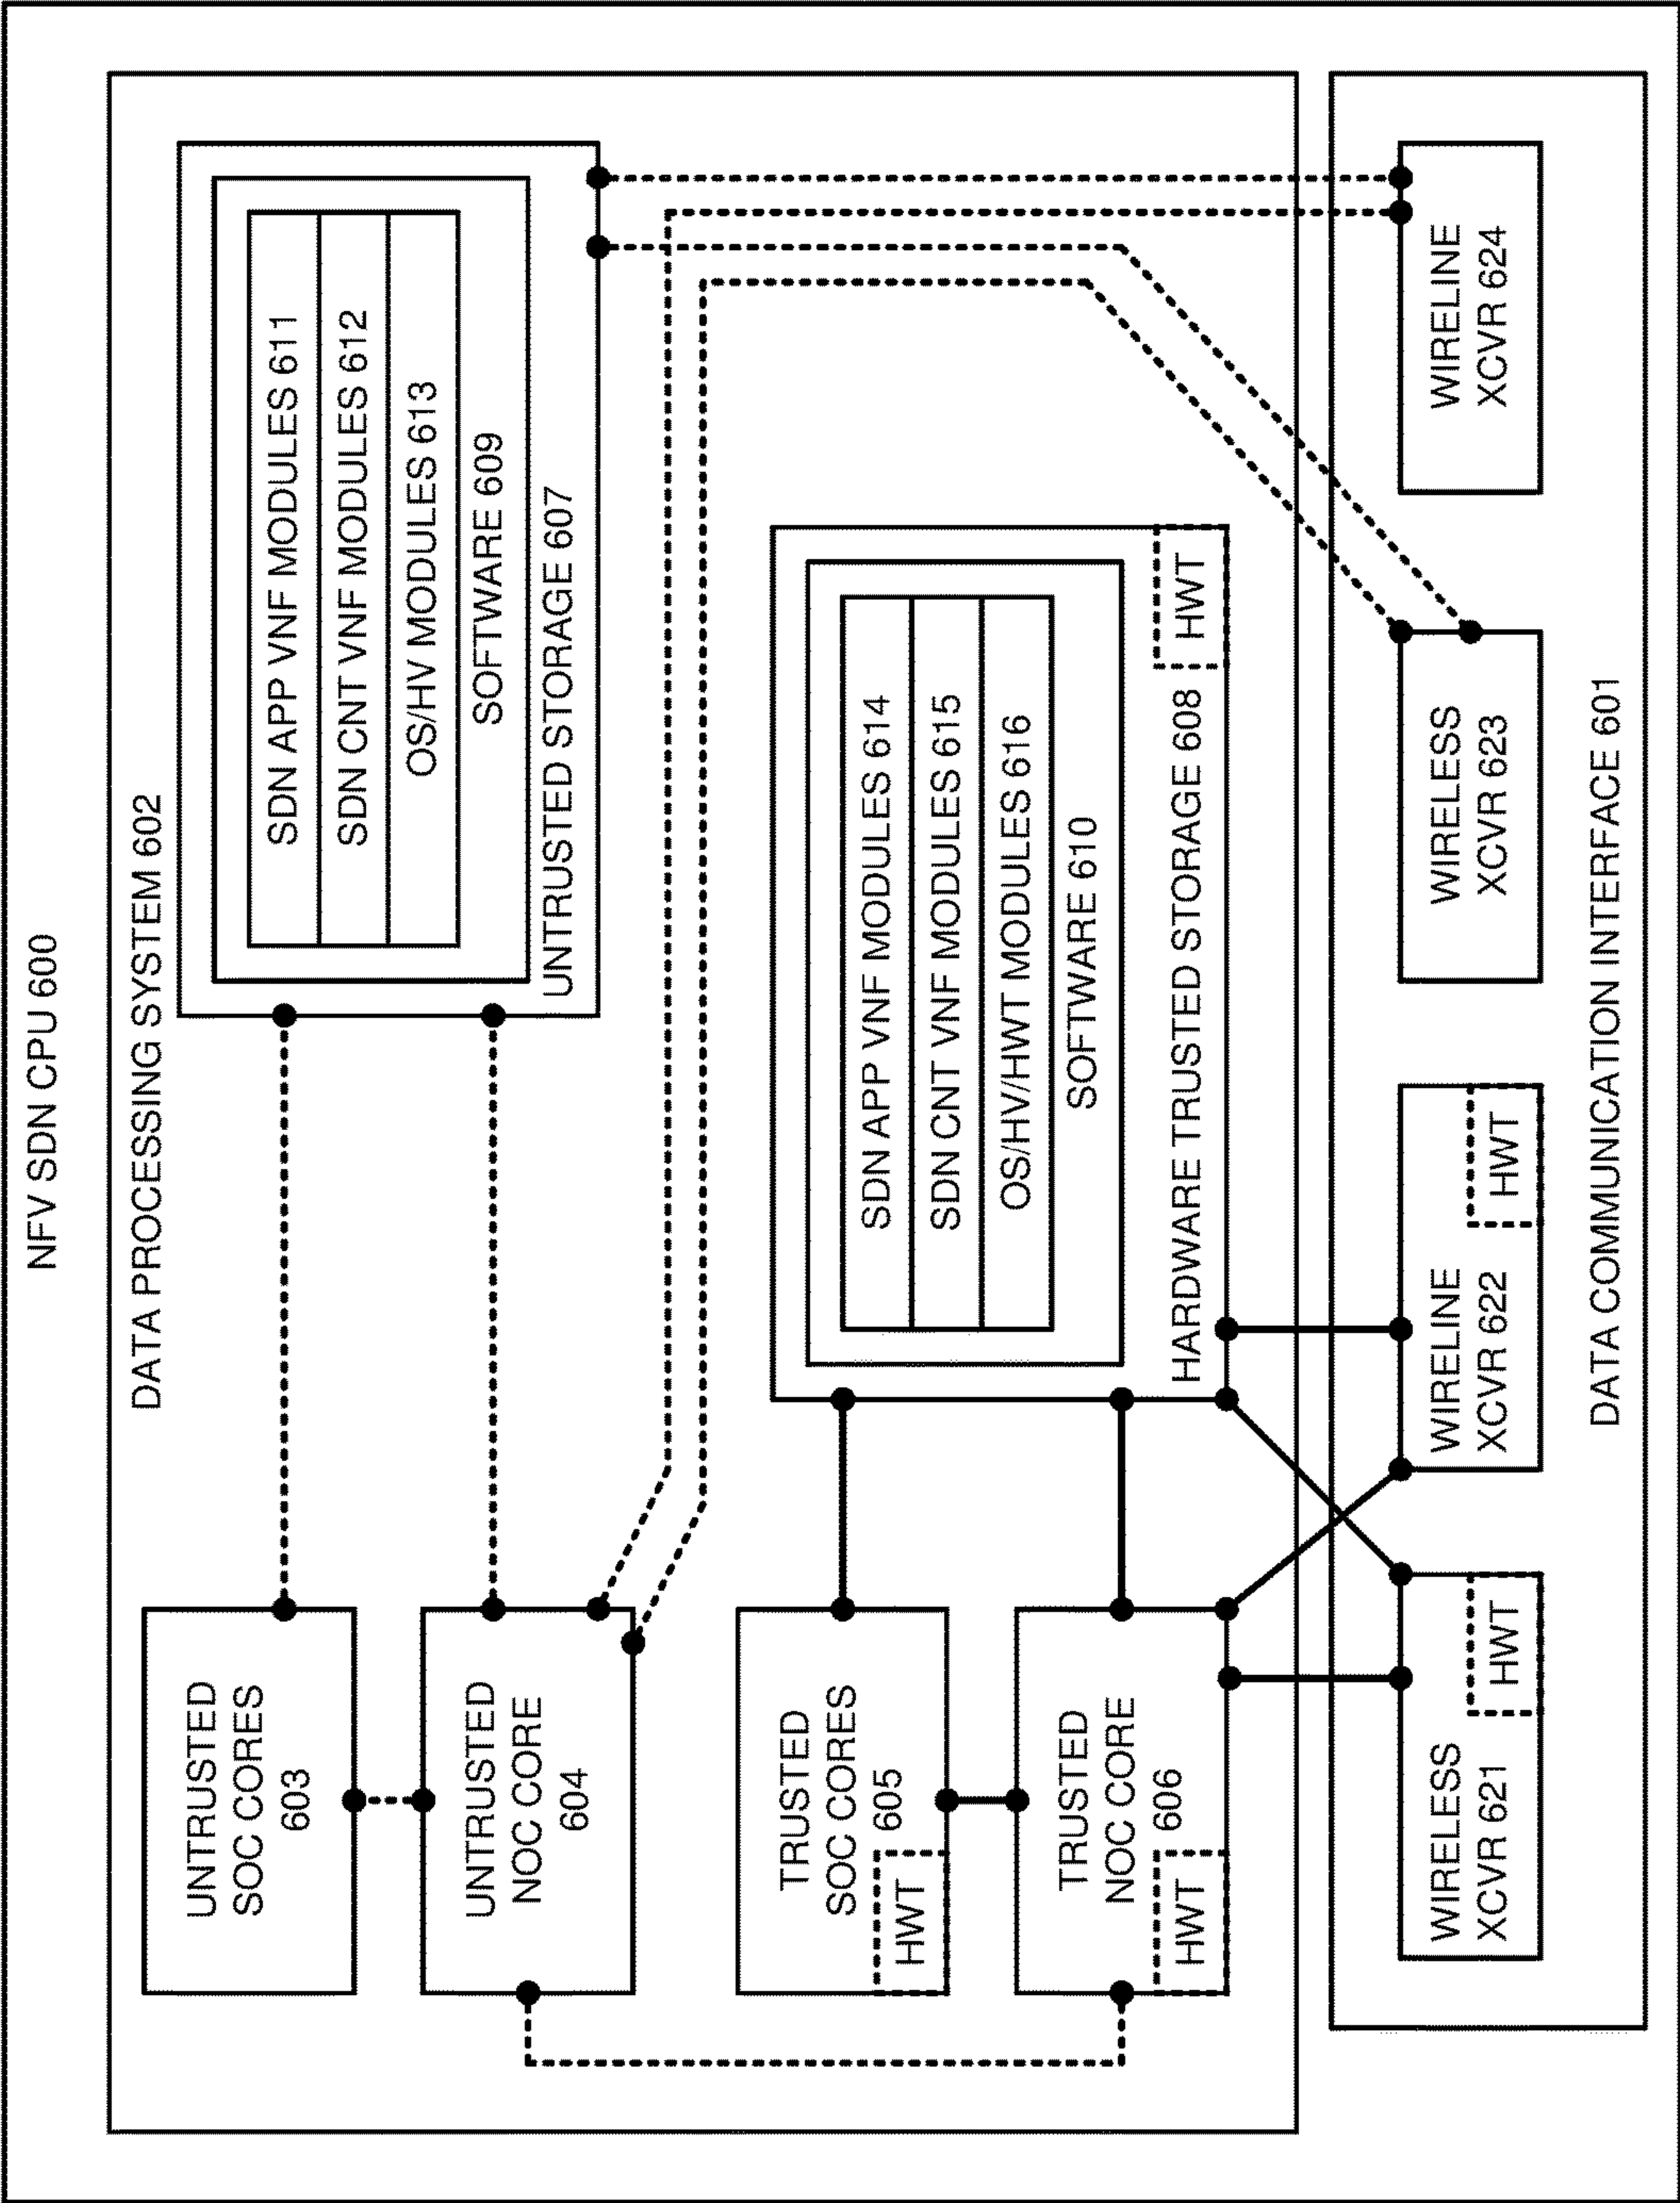 NFV SDN CPU 600
DATA PROCESSING SYSTEM 602
UNTRUSTED
SOC CORES
603
UNTRUSTED
NOC CORE
604
SDN APP VNF MODULES 611
SDN CNT VNF MODULES 612
OS/HV MODULES 613
SOFTWARE 609
UNTRUSTED STORAGE 607
TRUSTED
SOC CORES
605
HWT
TRUSTED
NOC CORE
606
HWT
SDN APP VNF MODULES 614
SDN CNT VNF MODULES 615
OS/HV/HWT MODULES 616
SOFTWARE 610
HARDWARE TRUSTED STORAGE 608
HWT
WIRELESS
XCVR 621
HWT
WIRELINE
XCVR 622
HWT
WIRELESS
XCVR 623
WIRELINE
XCVR 624
DATA COMMUNICATION INTERFACE 601